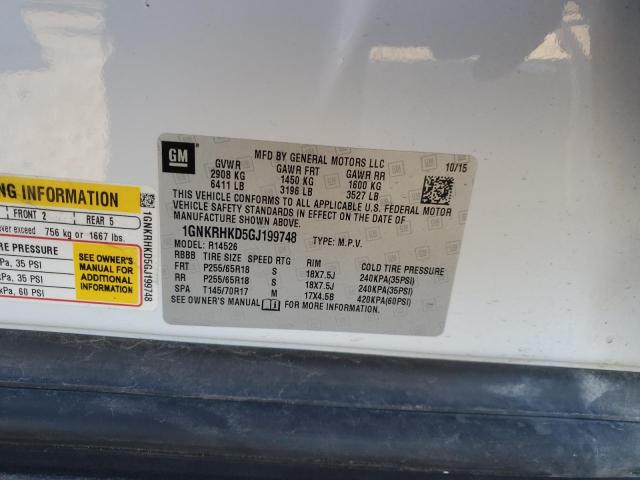 GM
MFD BY GENERAL MOTORS LLC
10/15
GVWR GAWR FRT GAWR RR
2908 KG 1450 KG 1600 KG
6411 LB 3196 LB 3527 LB
THIS VEHICLE CONFORMS TO ALL APPLICABLE U.S. FEDERAL MOTOR
VEHICLE SAFETY STANDARDS IN EFFECT ON THE DATE OF
MANUFACTURE SHOWN ABOVE.
1GNKRHKD5GJ199748
MODEL: R14526 TYPE: M.P.V.
RBBB TIRE SIZE SPEED RTG RIM COLD TIRE PRESSURE
FRT P255/65R18 S 18X7.5J 240KPA(35PSI)
RR P255/65R18 S 18X7.5J 240KPA(35PSI)
SPA T145/70R17 M 17X4.5B 420KPA(60PSI)
SEE OWNER'S MANUAL FOR MORE INFORMATION.
NG INFORMATION
2 FRONT 2 REAR 5
ver exceed 756 kg or 1667 lbs.
E PRESSURE
Pa, 35 PSI
Pa, 35 PSI
kPa, 60 PSI
SEE OWNER'S
MANUAL FOR
ADDITIONAL
INFORMATION
1GNKRHKD5GJ199748